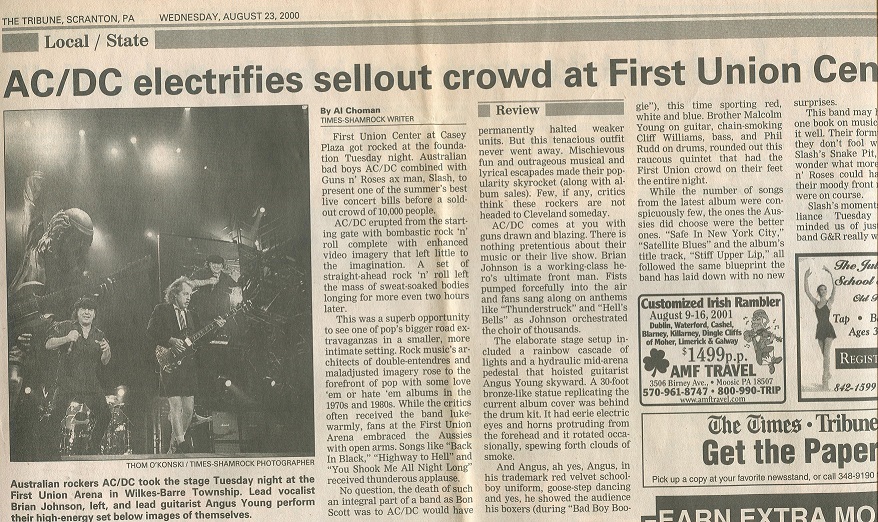 THE TRIBUNE, SCRANTON, PA WEDNESDAY, AUGUST 23, 2000
Local / State
AC/DC electrifies sellout crowd at First Union Cen
THOM O'KONSKI / TIMES-SHAMROCK PHOTOGRAPHER
Australian rockers AC/DC took the stage Tuesday night at the
First Union Arena in Wilkes-Barre Township. Lead vocalist
Brian Johnson, left, and lead guitarist Angus Young perform
their high-energy set below images of themselves.
By Al Choman
TIMES-SHAMROCK WRITER
First Union Center at Casey
Plaza got rocked at the founda-
tion Tuesday night. Australian
bad boys AC/DC combined with
Guns n' Roses ax man, Slash, to
present one of the summer's best
live concert bills before a sold-
out crowd of 10,000 people.
AC/DC erupted from the start-
ing gate with bombastic rock 'n'
roll complete with enhanced
video imagery that left little to
the imagination. A set of
straight-ahead rock 'n' roll left
the mass of sweat-soaked bodies
longing for more even two hours
later.
This was a superb opportunity
to see one of pop's bigger road ex-
travaganzas in a smaller, more
intimate setting. Rock music's ar-
chitects of double-entendres and
maladjusted imagery rose to the
forefront of pop with some love
'em or hate 'em albums in the
1970s and 1980s. While the critics
often received the band luke-
warmly, fans at the First Union
Arena embraced the Aussies
with open arms. Songs like "Back
In Black," "Highway to Hell" and
"You Shook Me All Night Long"
received thunderous applause.
No question, the death of such
an integral part of a band as Bon
Scott was to AC/DC would have
Review
permanently halted weaker
units. But this tenacious outfit
never went away. Mischievous
fun and outrageous musical and
lyrical escapades made their pop-
ularity skyrocket (along with al-
bum sales). Few, if any, critics
think these rockers are not
headed to Cleveland someday.
AC/DC comes at you with
guns drawn and blazing. There is
nothing pretentious about their
music or their live show. Brian
Johnson is a working-class he-
ro's ultimate front man. Fists
pumped forcefully into the air
and fans sang along on anthems
like "Thunderstruck" and "Hell's
Bells" as Johnson orchestrated
the choir of thousands.
The elaborate stage setup in-
cluded a rainbow cascade of
lights and a hydraulic mid-arena
pedestal that hoisted guitarist
Angus Young skyward. A 30-foot
bronze-like statue replicating the
current album cover was behind
the drum kit. It had eerie electric
eyes and horns protruding from
the forehead and it rotated occa-
sionally, spewing forth clouds of
smoke.
And Angus, ah yes, Angus, in
his trademark red velvet school-
boy uniform, goose-step dancing
and yes, he showed the audience
his boxers (during "Bad Boy Boo-
gie"), this time sporting red,
white and blue. Brother Malcolm
Young on guitar, chain-smoking
Cliff Williams, bass, and Phil
Rudd on drums, rounded out this
raucous quintet that had the
First Union crowd on their feet
the entire night.
While the number of songs
from the latest album were con-
spicuously few, the ones the Aus-
sies did choose were the better
ones. "Safe In New York City,"
"Satellite Blues" and the album's
title track, "Stiff Upper Lip," all
followed the same blueprint the
band has laid down with no new
surprises.
This band may
one book on music
it well. Their form
they don't fool w
Slash's Snake Pit,
wonder what more
n' Roses could ha
their moody front
were on course.
Slash's moment
liance Tuesday
minded us of jus
band G&R really w
Customized Irish Rambler
August 9-16, 2001
Dublin, Waterford, Cashel,
Blarney, Killarney, Dingle Cliffs
of Moher, Limerick & Galway
$1499p.p.
AMF TRAVEL
3506 Birney Ave., • Moosic PA 18507
570-961-8747 • 800-990-TRIP
www.amftravel.com
The Jul
School
Old
Tap • B
Ages 3
REGIST
842-1599
The Times • Tribune
Get the Paper
Pick up a copy at your favorite newsstand, or call 348-9190
EARN EXTRA MO